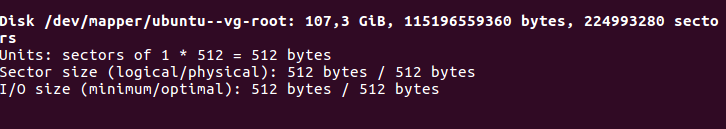 Disk /dev/mapper/ubuntu--vg-root: 107,3 GiB, 115196559360 bytes, 224993280 secto
rs
Units: sectors of 1 * 512 = 512 bytes
Sector size (logical/physical): 512 bytes / 512 bytes
I/O size (minimum/optimal): 512 bytes / 512 bytes